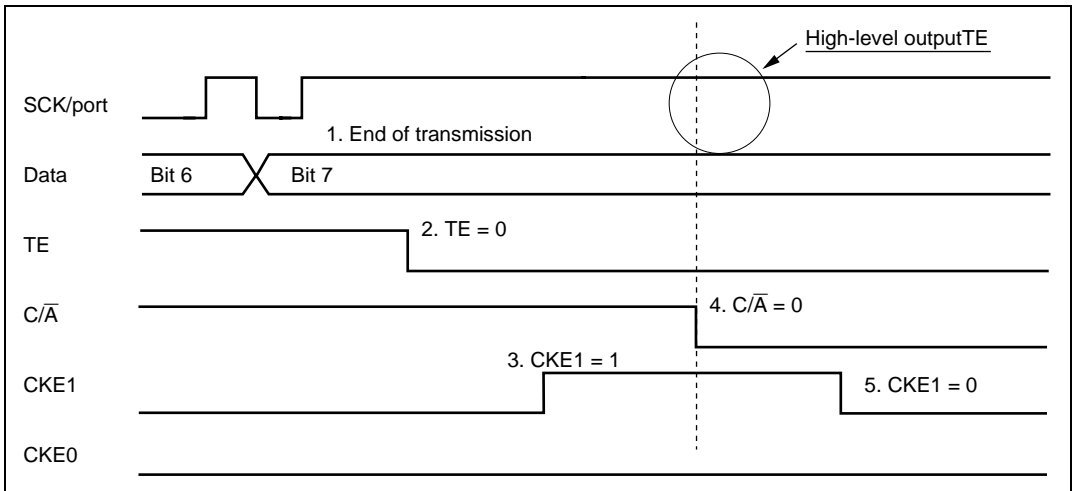 High-level outputTE
SCK/port
1. End of transmission
Data
Bit 6
Bit 7
TE
2. TE = 0
C/A̅
4. C/A̅ = 0
3. CKE1 = 1
CKE1
5. CKE1 = 0
CKE0